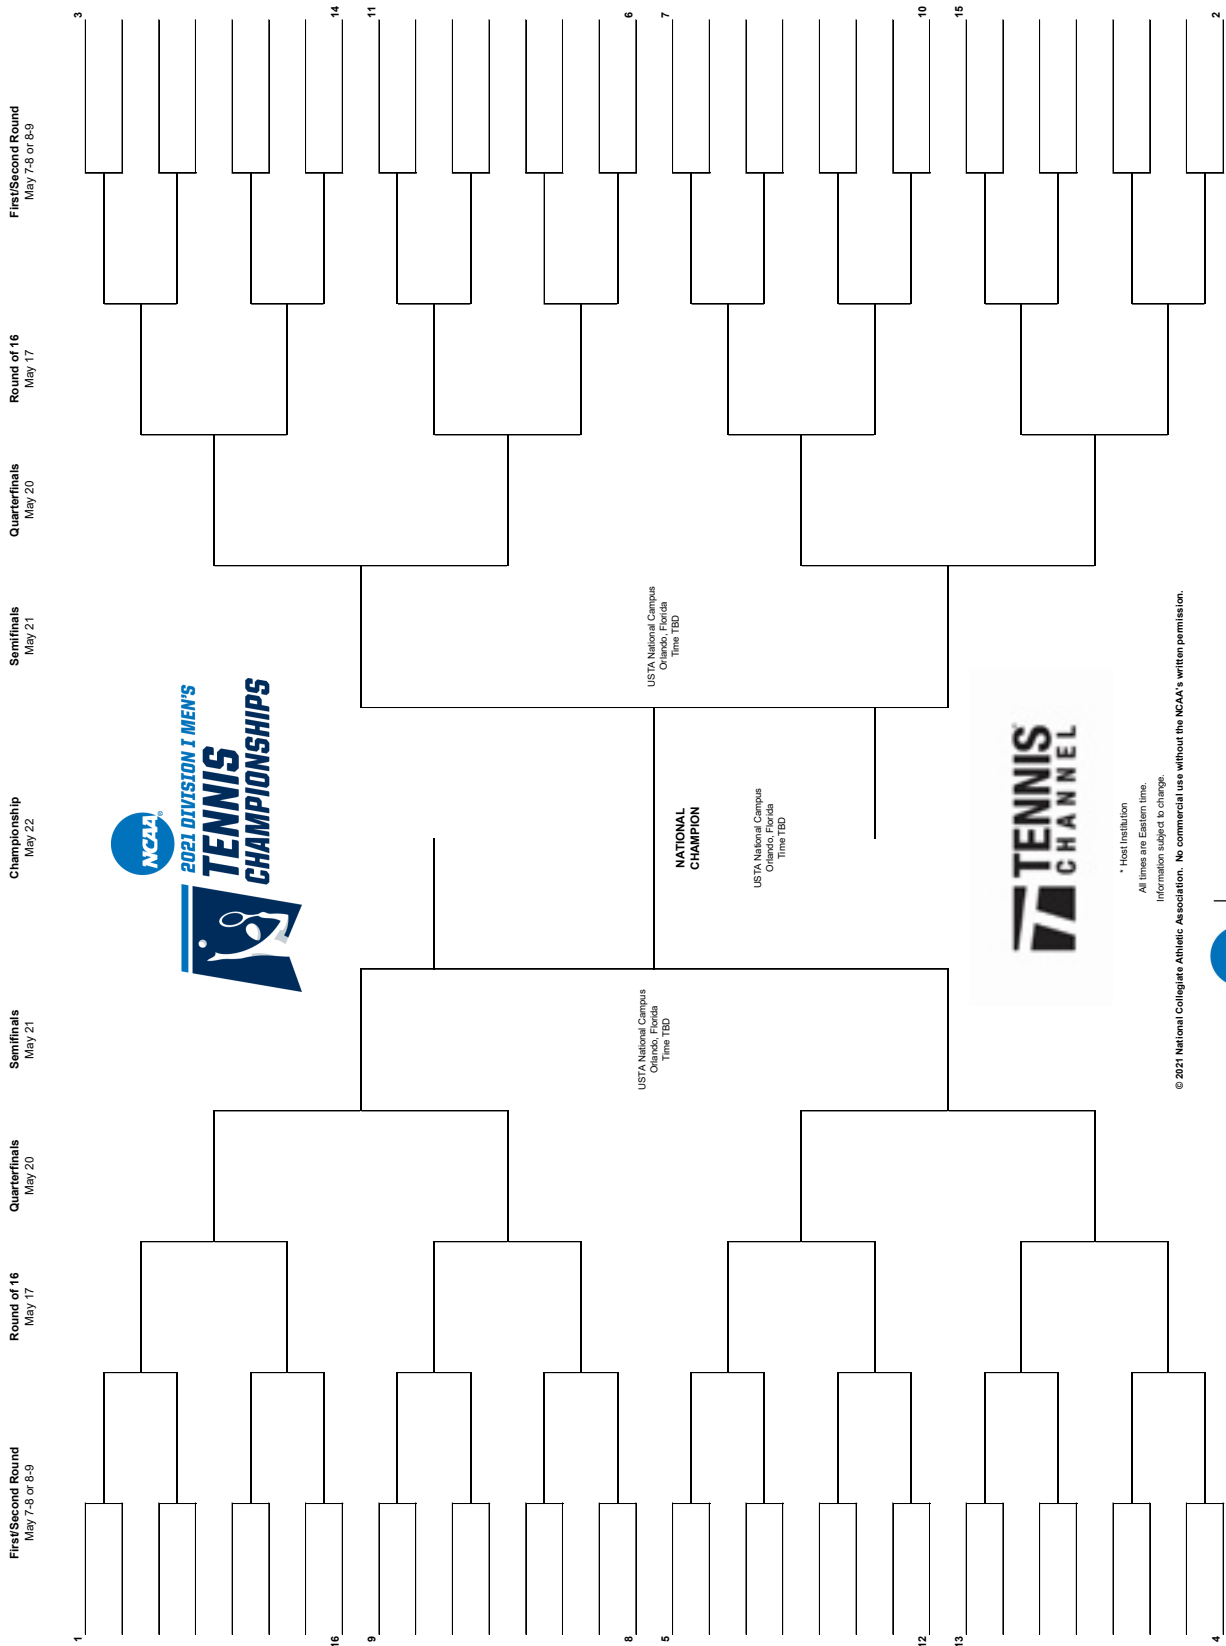 First/Second Round
May 7-8 or 8-9
Round of 16
May 17
Quarterfinals
May 20
Semifinals
May 21
Championship
May 22
Semifinals
May 21
Quarterfinals
May 20
Round of 16
May 17
First/Second Round
May 7-8 or 8-9
1
16
9
8
5
12
13
4
3
14
11
6
7
10
15
2
NCAA®
2021 DIVISION I MEN'S
TENNIS
CHAMPIONSHIPS
USTA National Campus
Orlando, Florida
Time TBD
USTA National Campus
Orlando, Florida
Time TBD
NATIONAL
CHAMPION
USTA National Campus
Orlando, Florida
Time TBD
TENNIS
CHANNEL
* Host Institution
All times are Eastern time.
Information subject to change.
© 2021 National Collegiate Athletic Association. No commercial use without the NCAA's written permission.